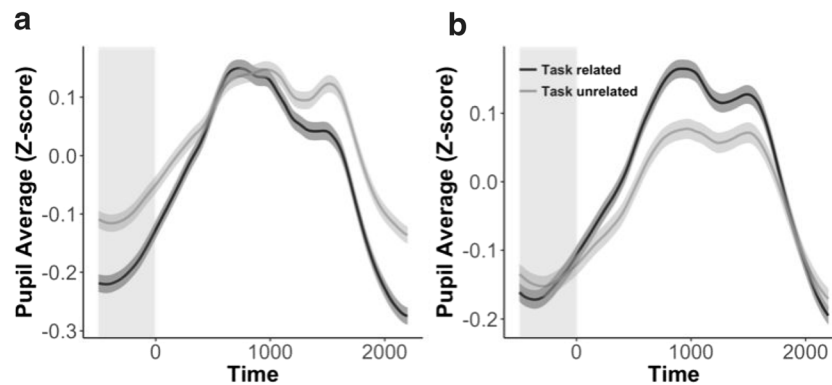 a
Pupil Average (Z-score)
0.1
0.0
-0.1
-0.2
-0.3
0
1000
2000
Time
b
Pupil Average (Z-score)
Task related
Task unrelated
0.1
0.0
-0.1
-0.2
0
1000
2000
Time